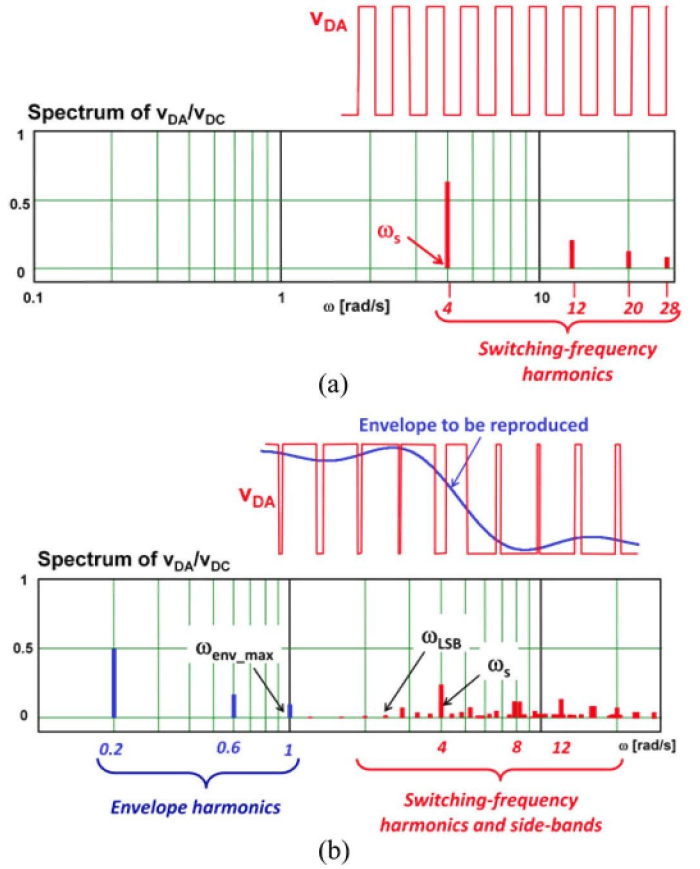 vDA
Spectrum of vDA/vDC
1
0.5
0
ωs
0.1 1 ω [rad/s] 10
4 12 20 28
Switching-frequency
harmonics
(a)
Envelope to be reproduced
vDA
Spectrum of vDA/vDC
1
0.5
0
ωenv_max
ωLSB
ωs
0.2 0.6 1 4 8 12 ω [rad/s]
Envelope harmonics
Switching-frequency
harmonics and side-bands
(b)